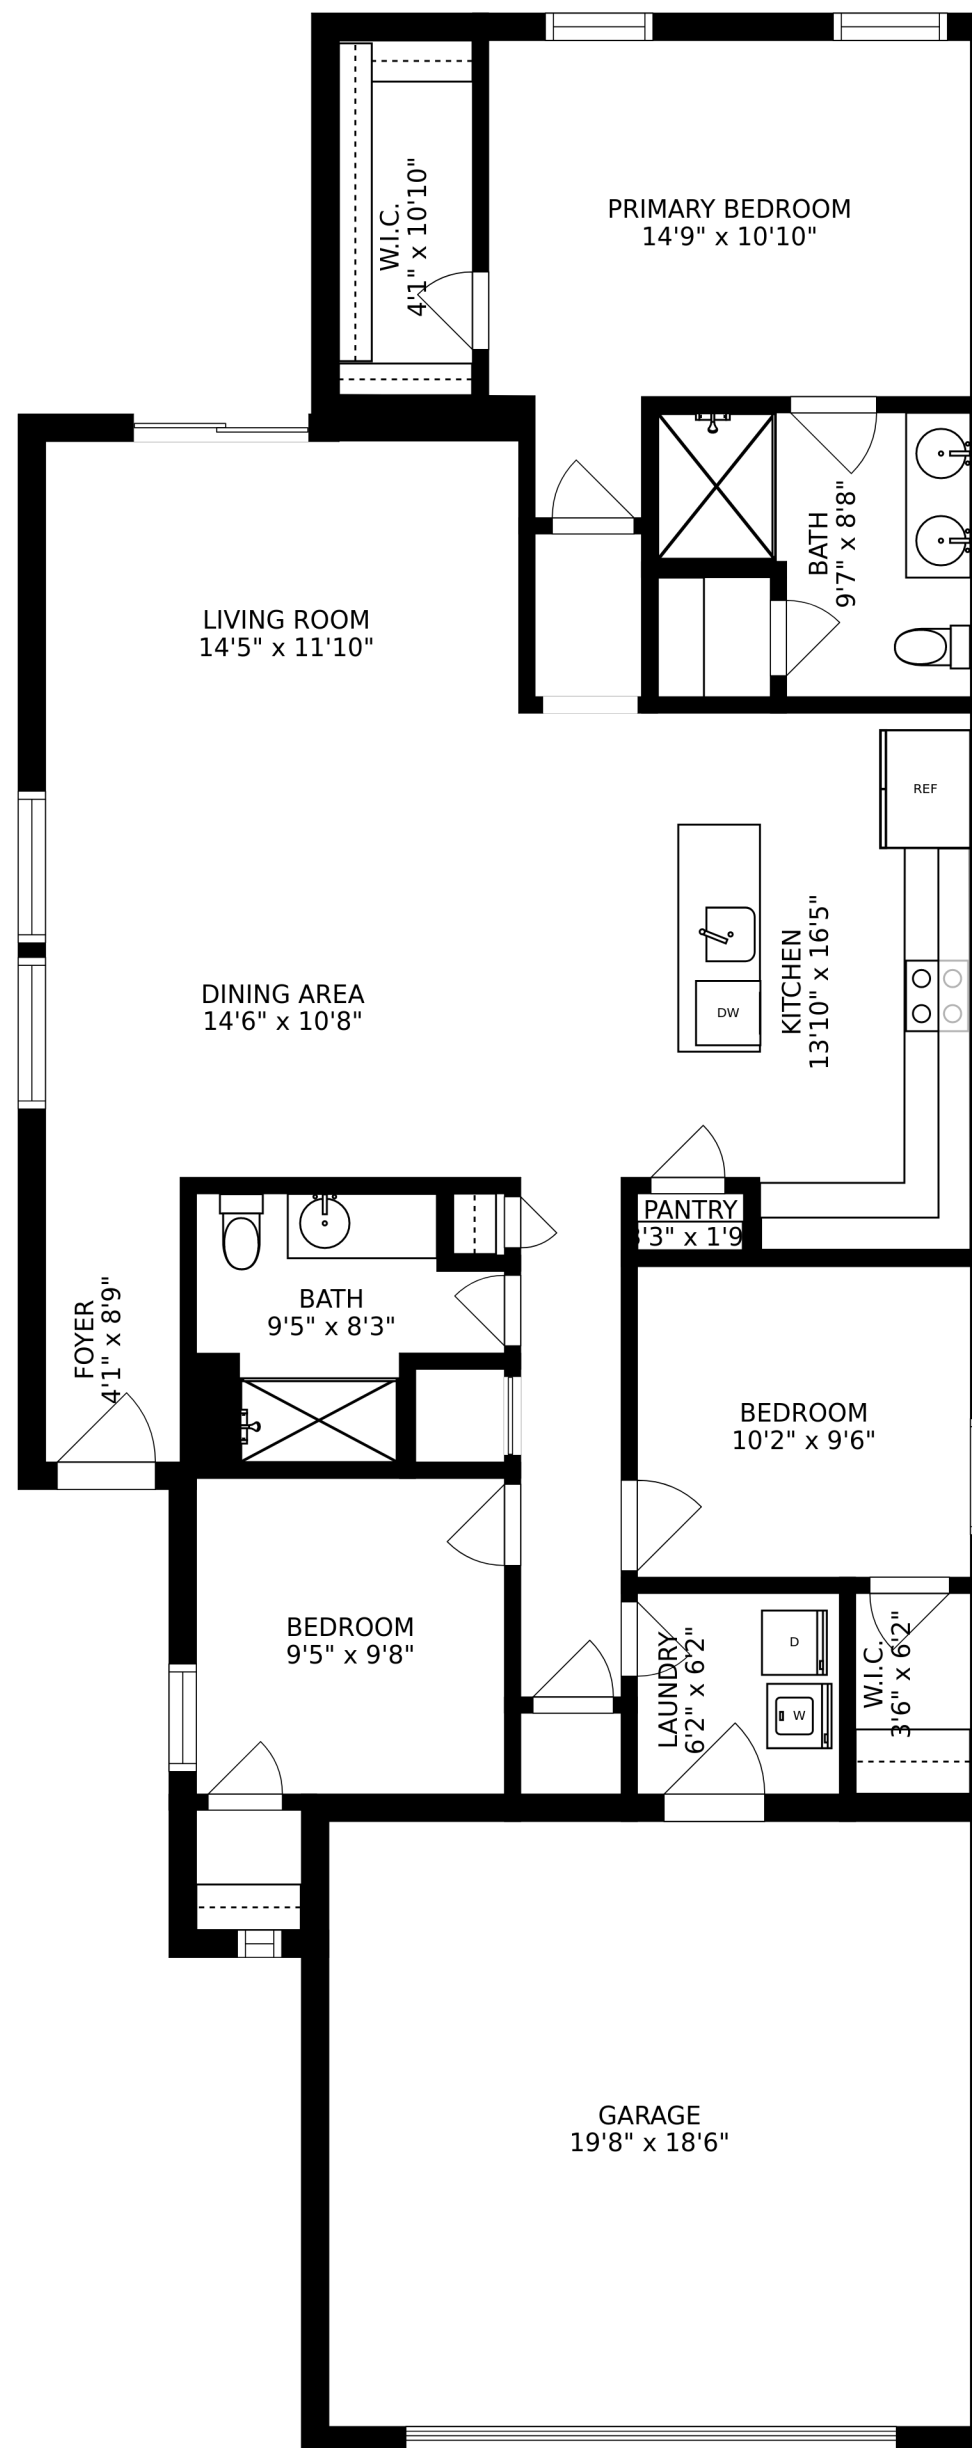 W.I.C.
4'1" x 10'10"
PRIMARY BEDROOM
14'9" x 10'10"
BATH
9'7" x 8'8"
LIVING ROOM
14'5" x 11'10"
REF
KITCHEN
13'10" x 16'5"
DINING AREA
14'6" x 10'8"
DW
PANTRY
'3" x 1'9
FOYER
4'1" x 8'9"
BATH
9'5" x 8'3"
BEDROOM
10'2" x 9'6"
BEDROOM
9'5" x 9'8"
LAUNDRY
6'2" x 6'2"
D
W
W.I.C.
3'6" x 6'2"
GARAGE
19'8" x 18'6"